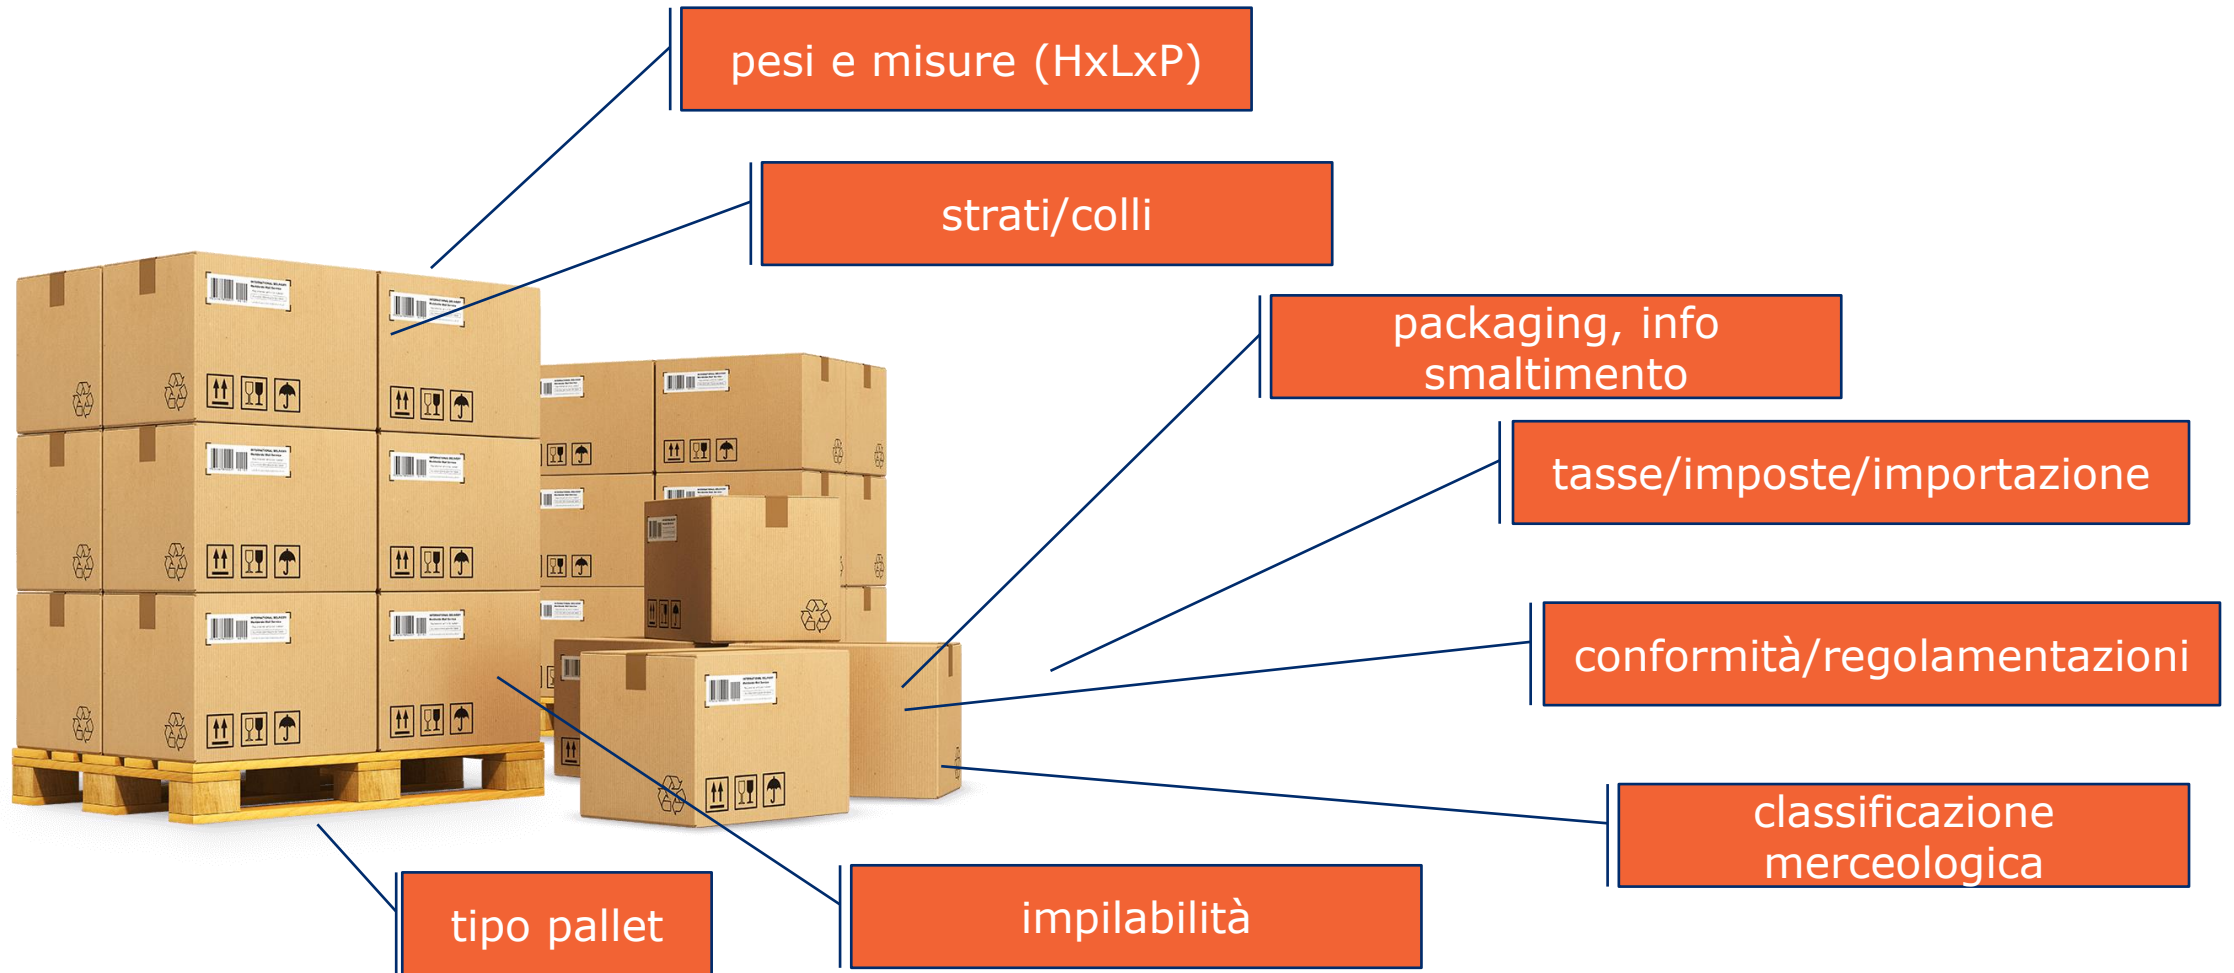 pesi e misure (HxLxP)
strati/colli
packaging, info
smaltimento
tasse/imposte/importazione
conformità/regolamentazioni
classificazione
merceologica
impilabilità
tipo pallet